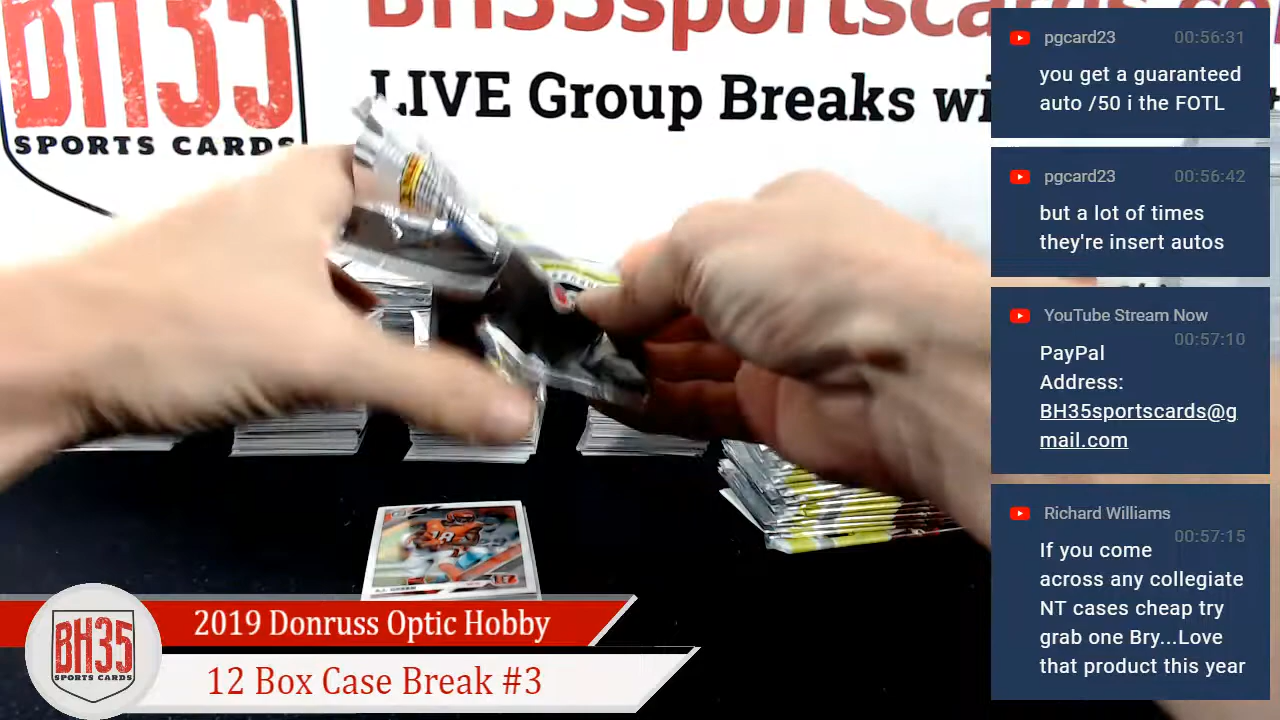 BH35
SPORTS CARDS
BH35sportscards.co
LIVE Group Breaks wi
pgcard23 00:56:31
you get a guaranteed
auto /50 i the FOTL
pgcard23 00:56:42
but a lot of times
they're insert autos
YouTube Stream Now
00:57:10
PayPal
Address:
BH35sportscards@g
mail.com
Richard Williams
00:57:15
If you come
across any collegiate
NT cases cheap try
grab one Bry...Love
that product this year
A.J. GREEN
2019 Donruss Optic Hobby
12 Box Case Break #3
BH35
SPORTS CARDS